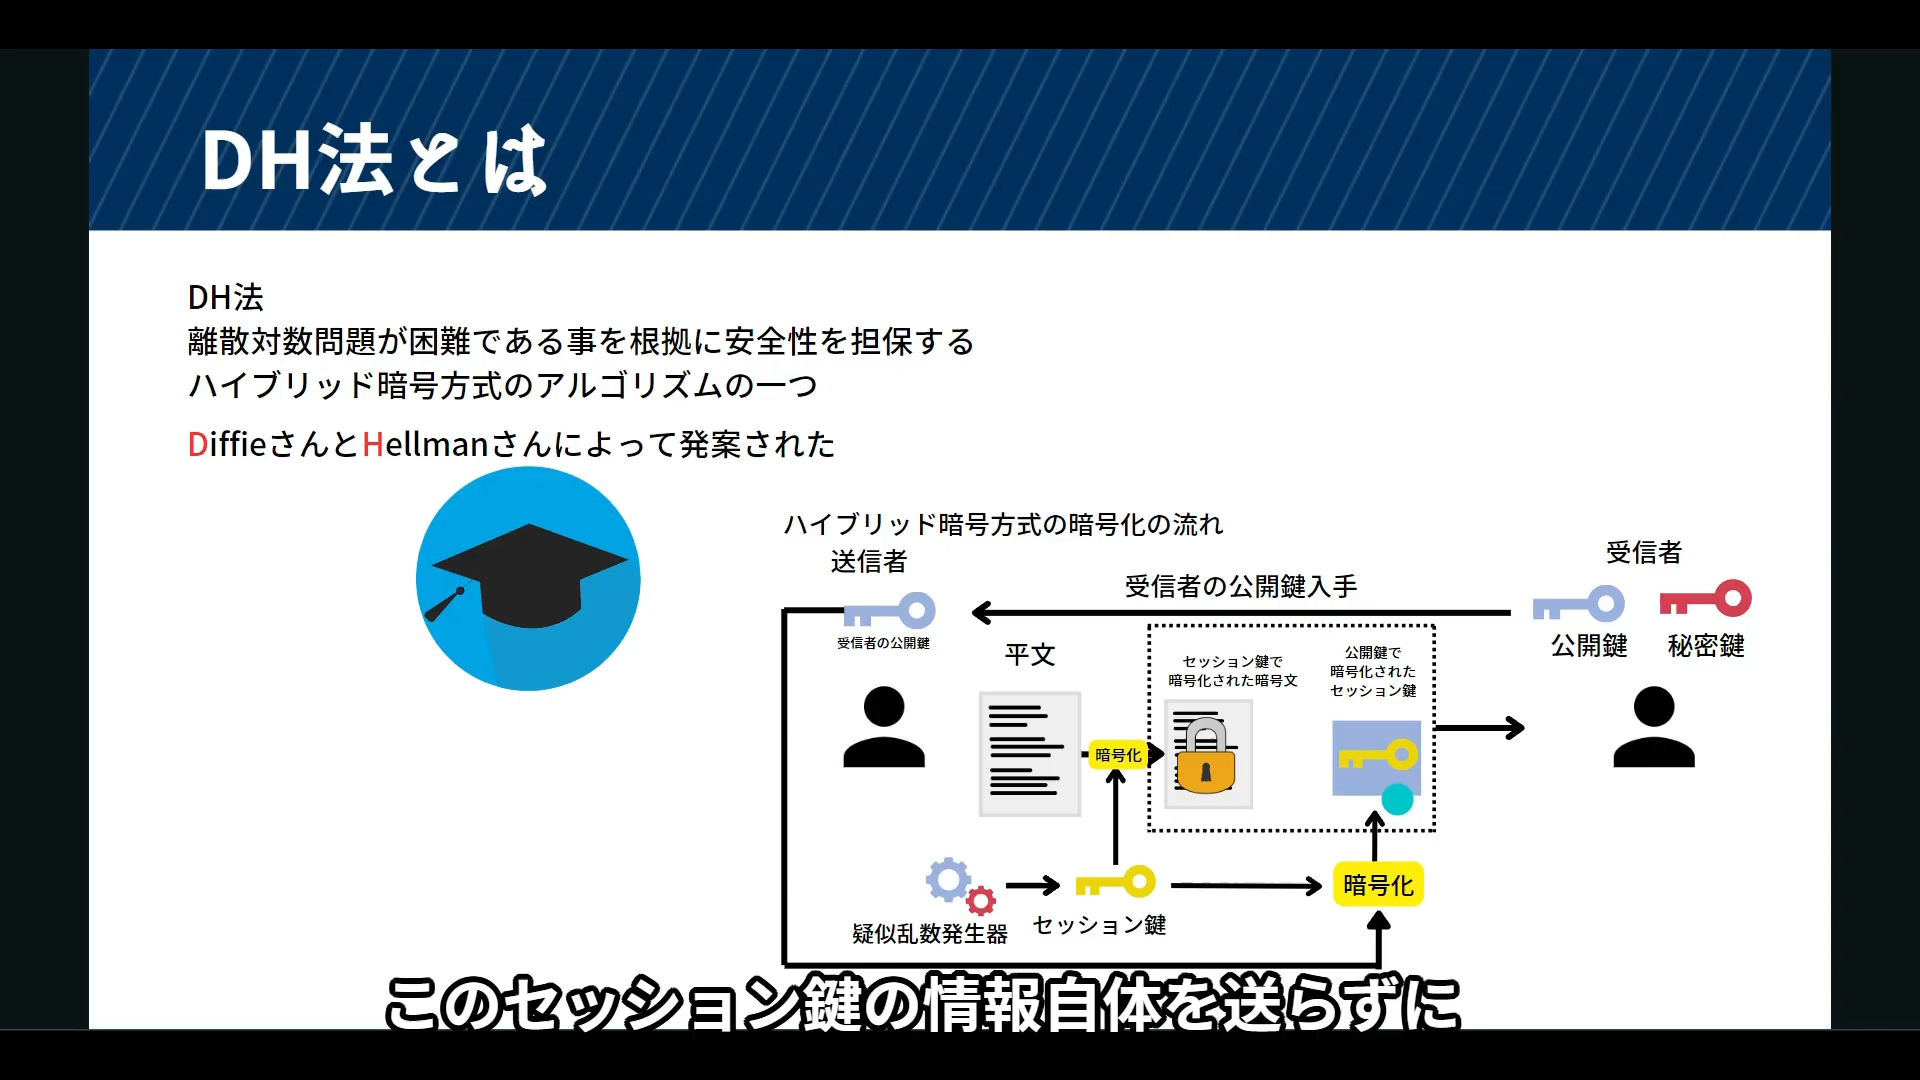 DH法とは
DH法
離散対数問題が困難である事を根拠に安全性を担保する
ハイブリッド暗号方式のアルゴリズムの一つ
DiffieさんとHellmanさんによって発案された
ハイブリッド暗号方式の暗号化の流れ
送信者
受信者
受信者の公開鍵入手
受信者の公開鍵
公開鍵
秘密鍵
平文
セッション鍵で
暗号化された暗号文
公開鍵で
暗号化された
セッション鍵
暗号化
暗号化
疑似乱数発生器
セッション鍵
このセッション鍵の情報自体を送らずに